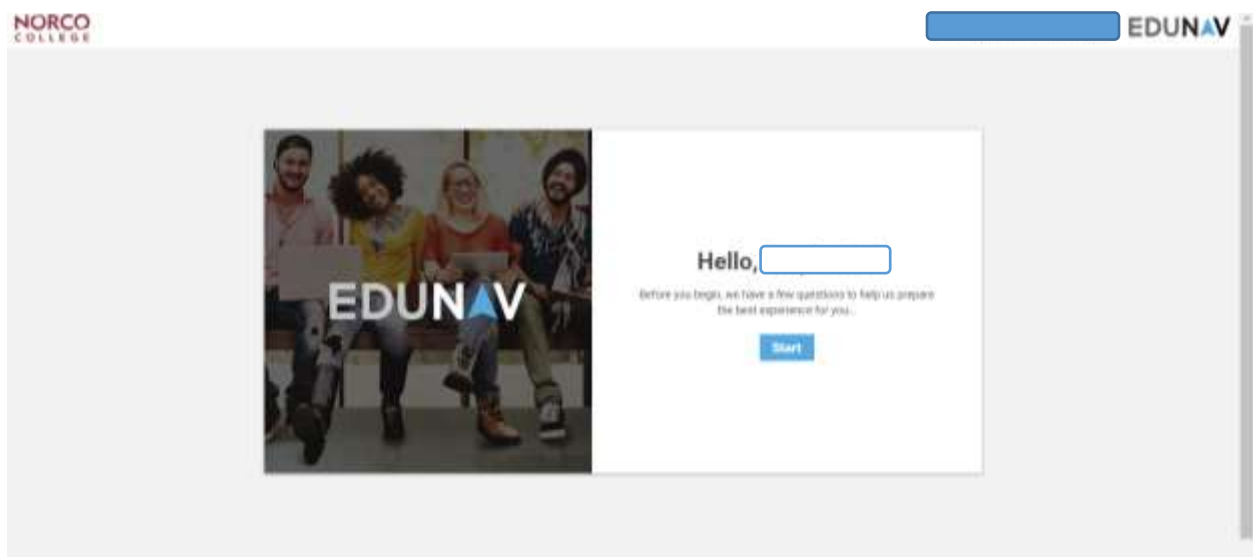 NORCO
COLLEGE
EDUNAV
EDUNAV
Hello,
Before you begin, we have a few questions to help us prepare
the best experience for you...
Start